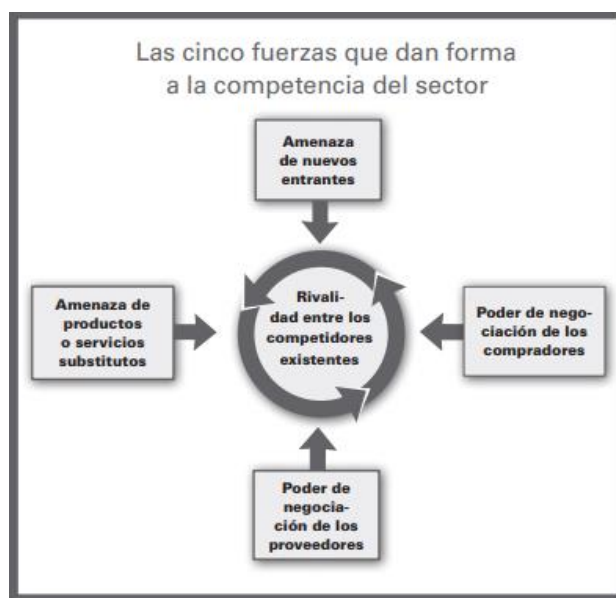 Las cinco fuerzas que dan forma
a la competencia del sector
Amenaza
de nuevos
entrantes
Amenaza de
productos
o servicios
substitutos
Rivali-
dad entre los
competidores
existentes
Poder de nego-
ciación de los
compradores
Poder de
negocia-
ción de los
proveedores